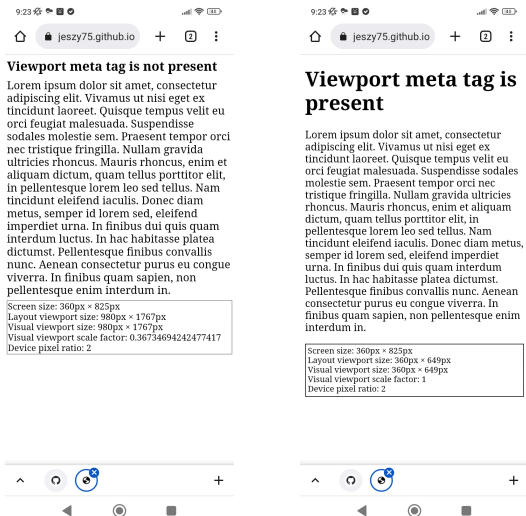 9:23
jeszy75.github.io
2
Viewport meta tag is not present
Lorem ipsum dolor sit amet, consectetur
adipiscing elit. Vivamus ut nisi eget ex
tincidunt laoreet. Quisque tempus velit eu
orci feugiat malesuada. Suspendisse
sodales molestie sem. Praesent tempor orci
nec tristique fringilla. Nullam gravida
ultricies rhoncus. Mauris rhoncus, enim et
aliquam dictum, quam tellus porttitor elit,
in pellentesque lorem leo sed tellus. Nam
tincidunt eleifend iaculis. Donec diam
metus, semper id lorem sed, eleifend
imperdiet urna. In finibus dui quis quam
interdum luctus. In hac habitasse platea
dictumst. Pellentesque finibus convallis
nunc. Aenean consectetur purus eu congue
viverra. In finibus quam sapien, non
pellentesque enim interdum in.
Screen size: 360px × 825px
Layout viewport size: 980px × 1767px
Visual viewport size: 980px × 1767px
Visual viewport scale factor: 0.36734694242477417
Device pixel ratio: 2
9:23
jeszy75.github.io
2
Viewport meta tag is
present
Lorem ipsum dolor sit amet, consectetur
adipiscing elit. Vivamus ut nisi eget ex
tincidunt laoreet. Quisque tempus velit eu orci
feugiat malesuada. Suspendisse sodales
molestie sem. Praesent tempor orci nec
tristique fringilla. Nullam gravida ultricies
rhoncus. Mauris rhoncus, enim et aliquam
dictum, quam tellus porttitor elit, in
pellentesque lorem leo sed tellus. Nam
tincidunt eleifend iaculis. Donec diam metus,
semper id lorem sed, eleifend imperdiet
urna. In finibus dui quis quam interdum
luctus. In hac habitasse platea dictumst.
Pellentesque finibus convallis nunc. Aenean
consectetur purus eu congue viverra. In
finibus quam sapien, non pellentesque enim
interdum in.
Screen size: 360px × 825px
Layout viewport size: 360px × 649px
Visual viewport size: 360px × 649px
Visual viewport scale factor: 1
Device pixel ratio: 2